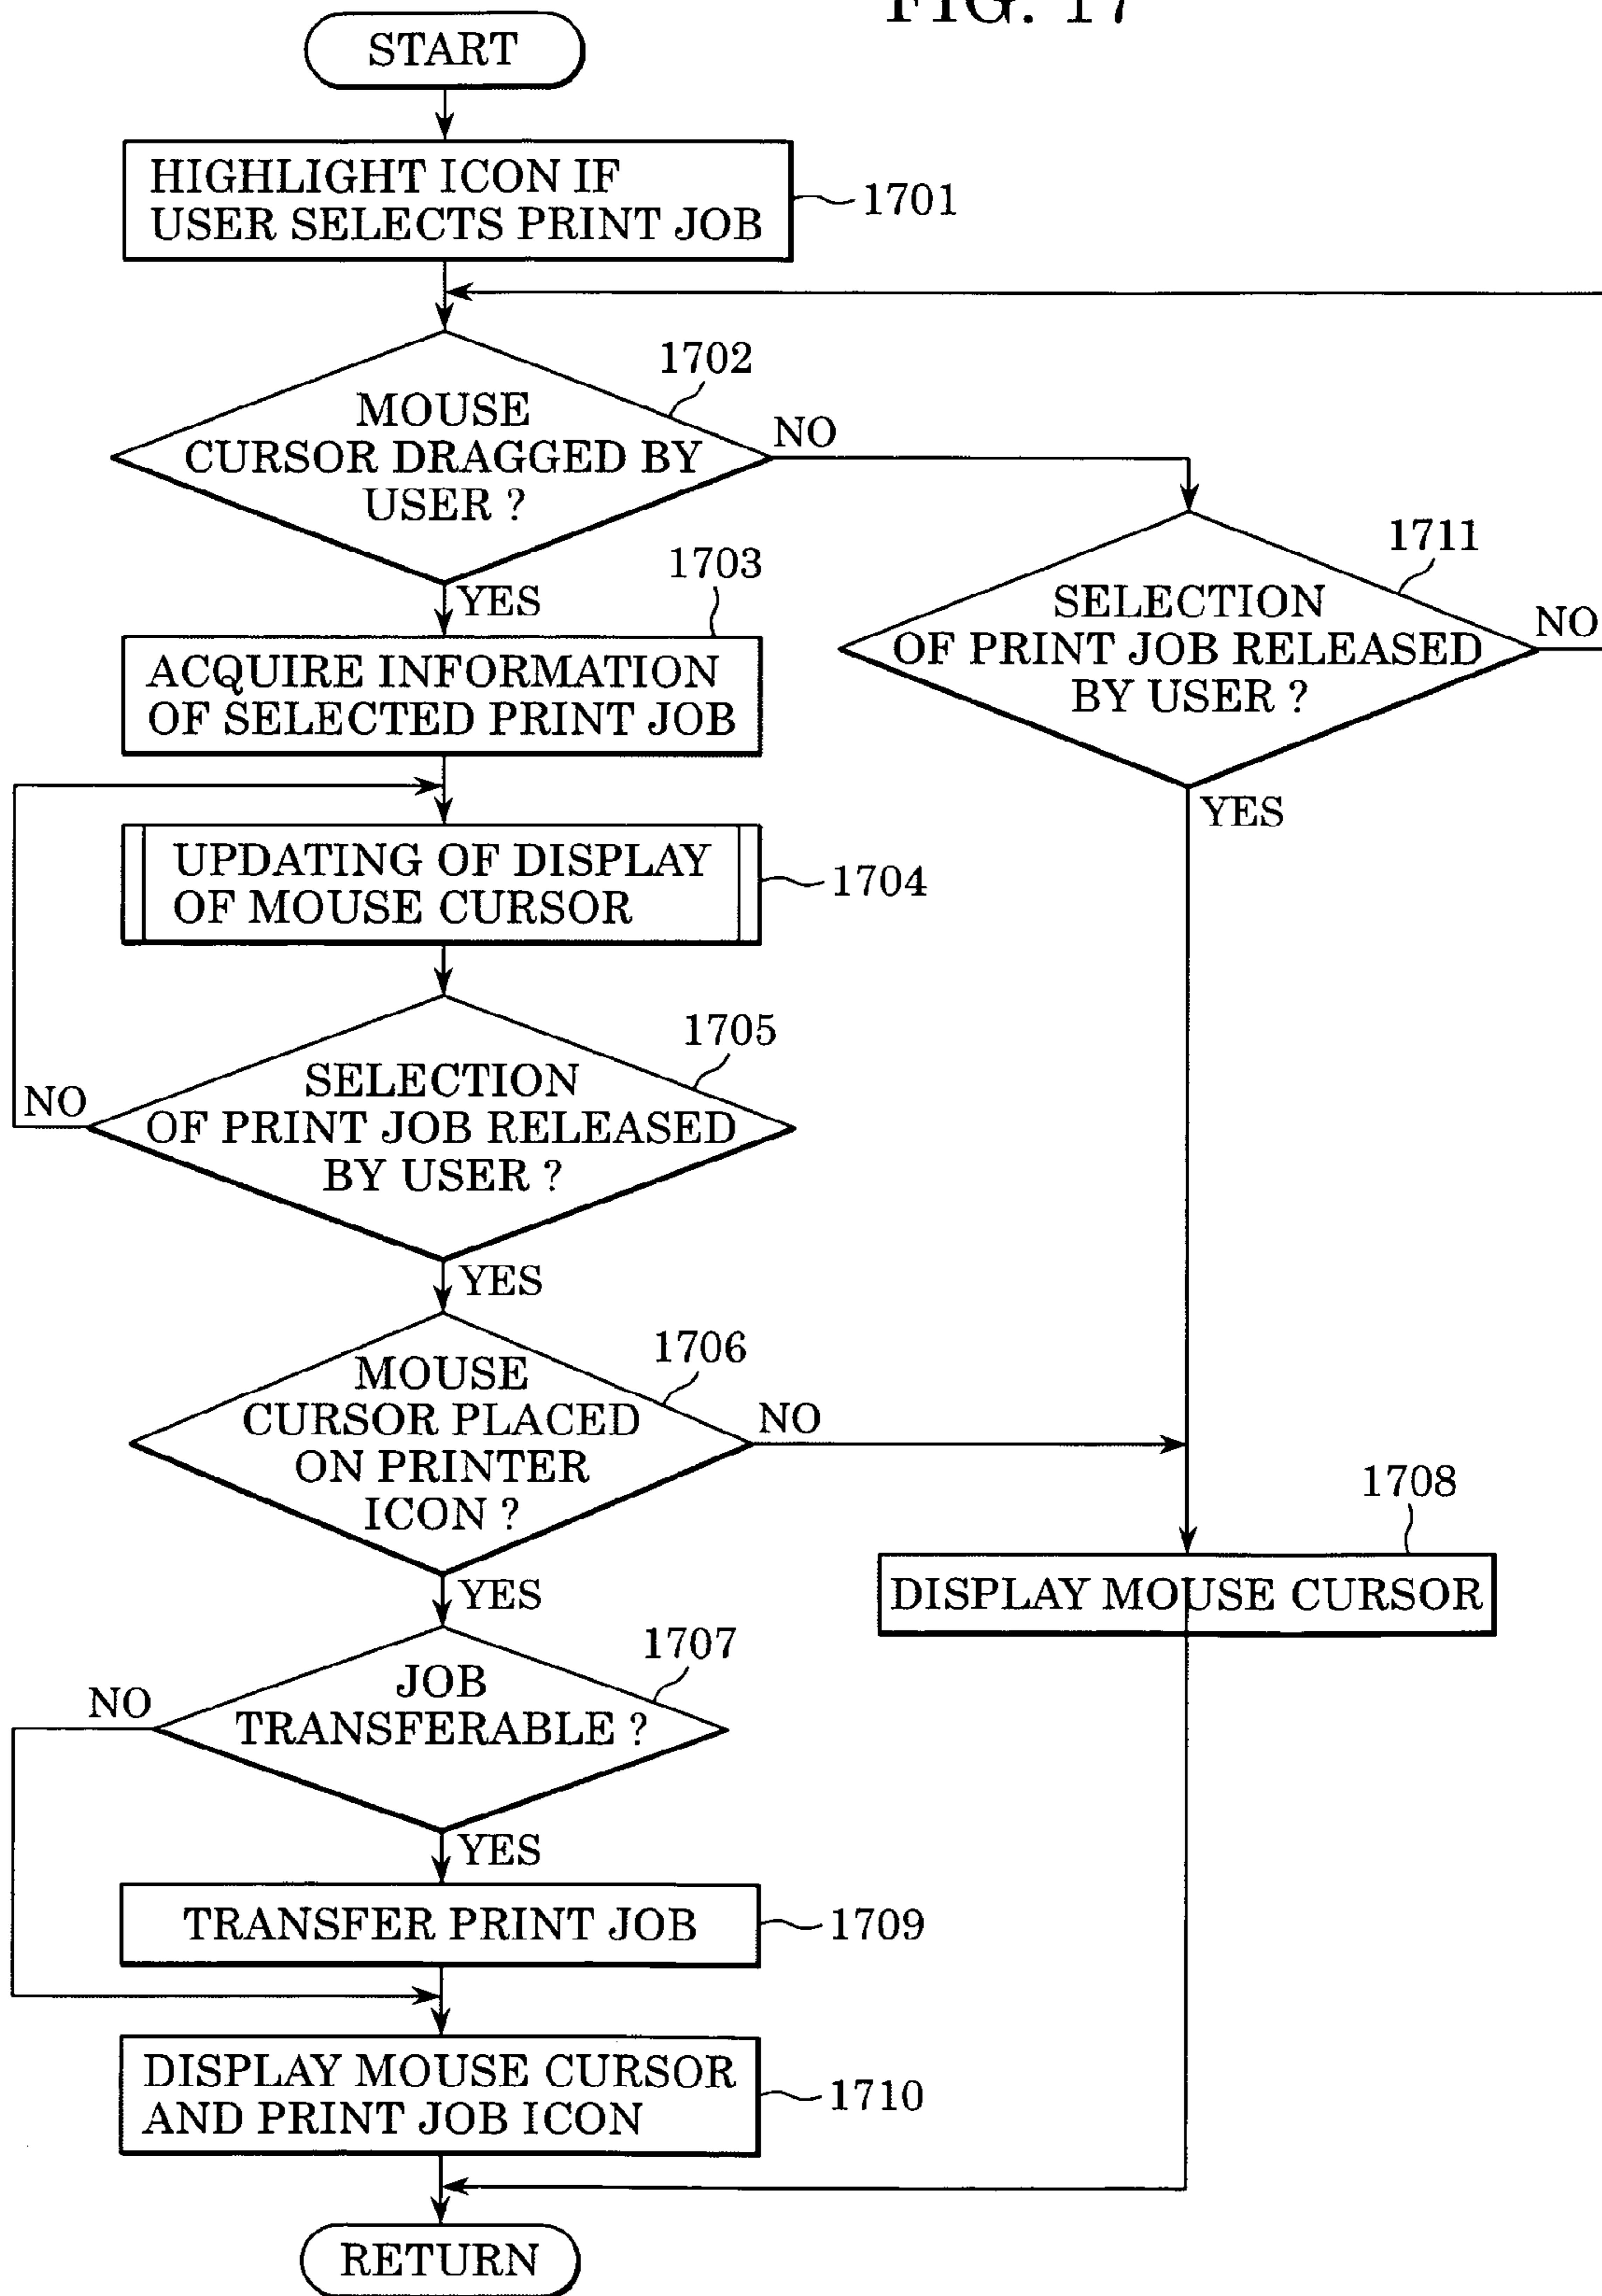 FIG. 17
START
HIGHLIGHT ICON IF
USER SELECTS PRINT JOB
1701
1702
MOUSE
CURSOR DRAGGED BY
USER ?
NO
YES
1703
ACQUIRE INFORMATION
OF SELECTED PRINT JOB
1711
SELECTION
OF PRINT JOB RELEASED
BY USER ?
NO
YES
UPDATING OF DISPLAY
OF MOUSE CURSOR
1704
1705
SELECTION
OF PRINT JOB RELEASED
BY USER ?
NO
YES
1706
MOUSE
CURSOR PLACED
ON PRINTER
ICON ?
NO
YES
1708
DISPLAY MOUSE CURSOR
1707
JOB
TRANSFERABLE ?
NO
YES
TRANSFER PRINT JOB
1709
DISPLAY MOUSE CURSOR
AND PRINT JOB ICON
1710
RETURN